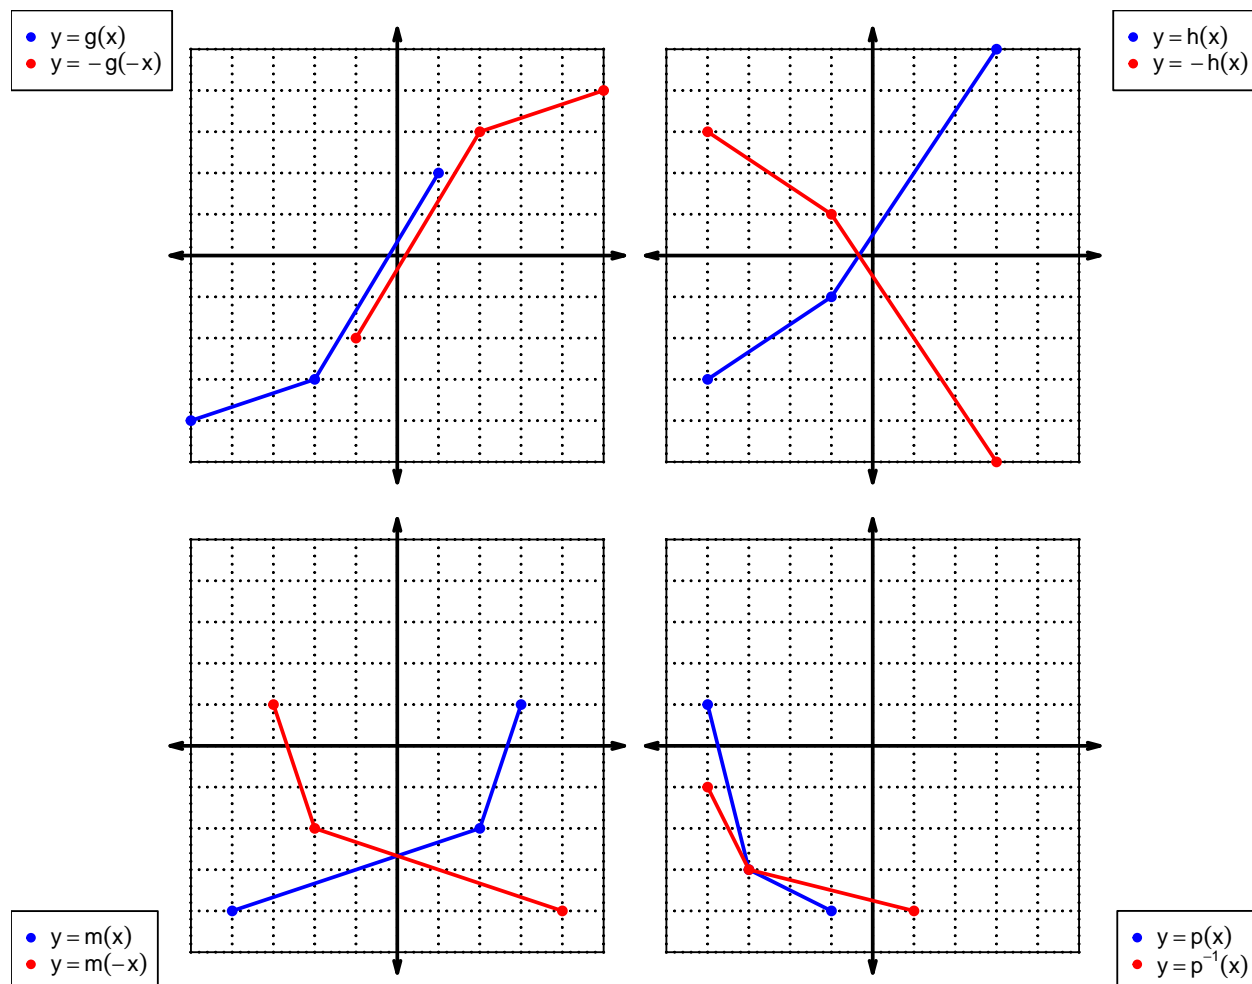 y = g(x)
y = −g(−x)
y = h(x)
y = −h(x)
y = m(x)
y = m(−x)
y = p(x)
y = p⁻¹(x)